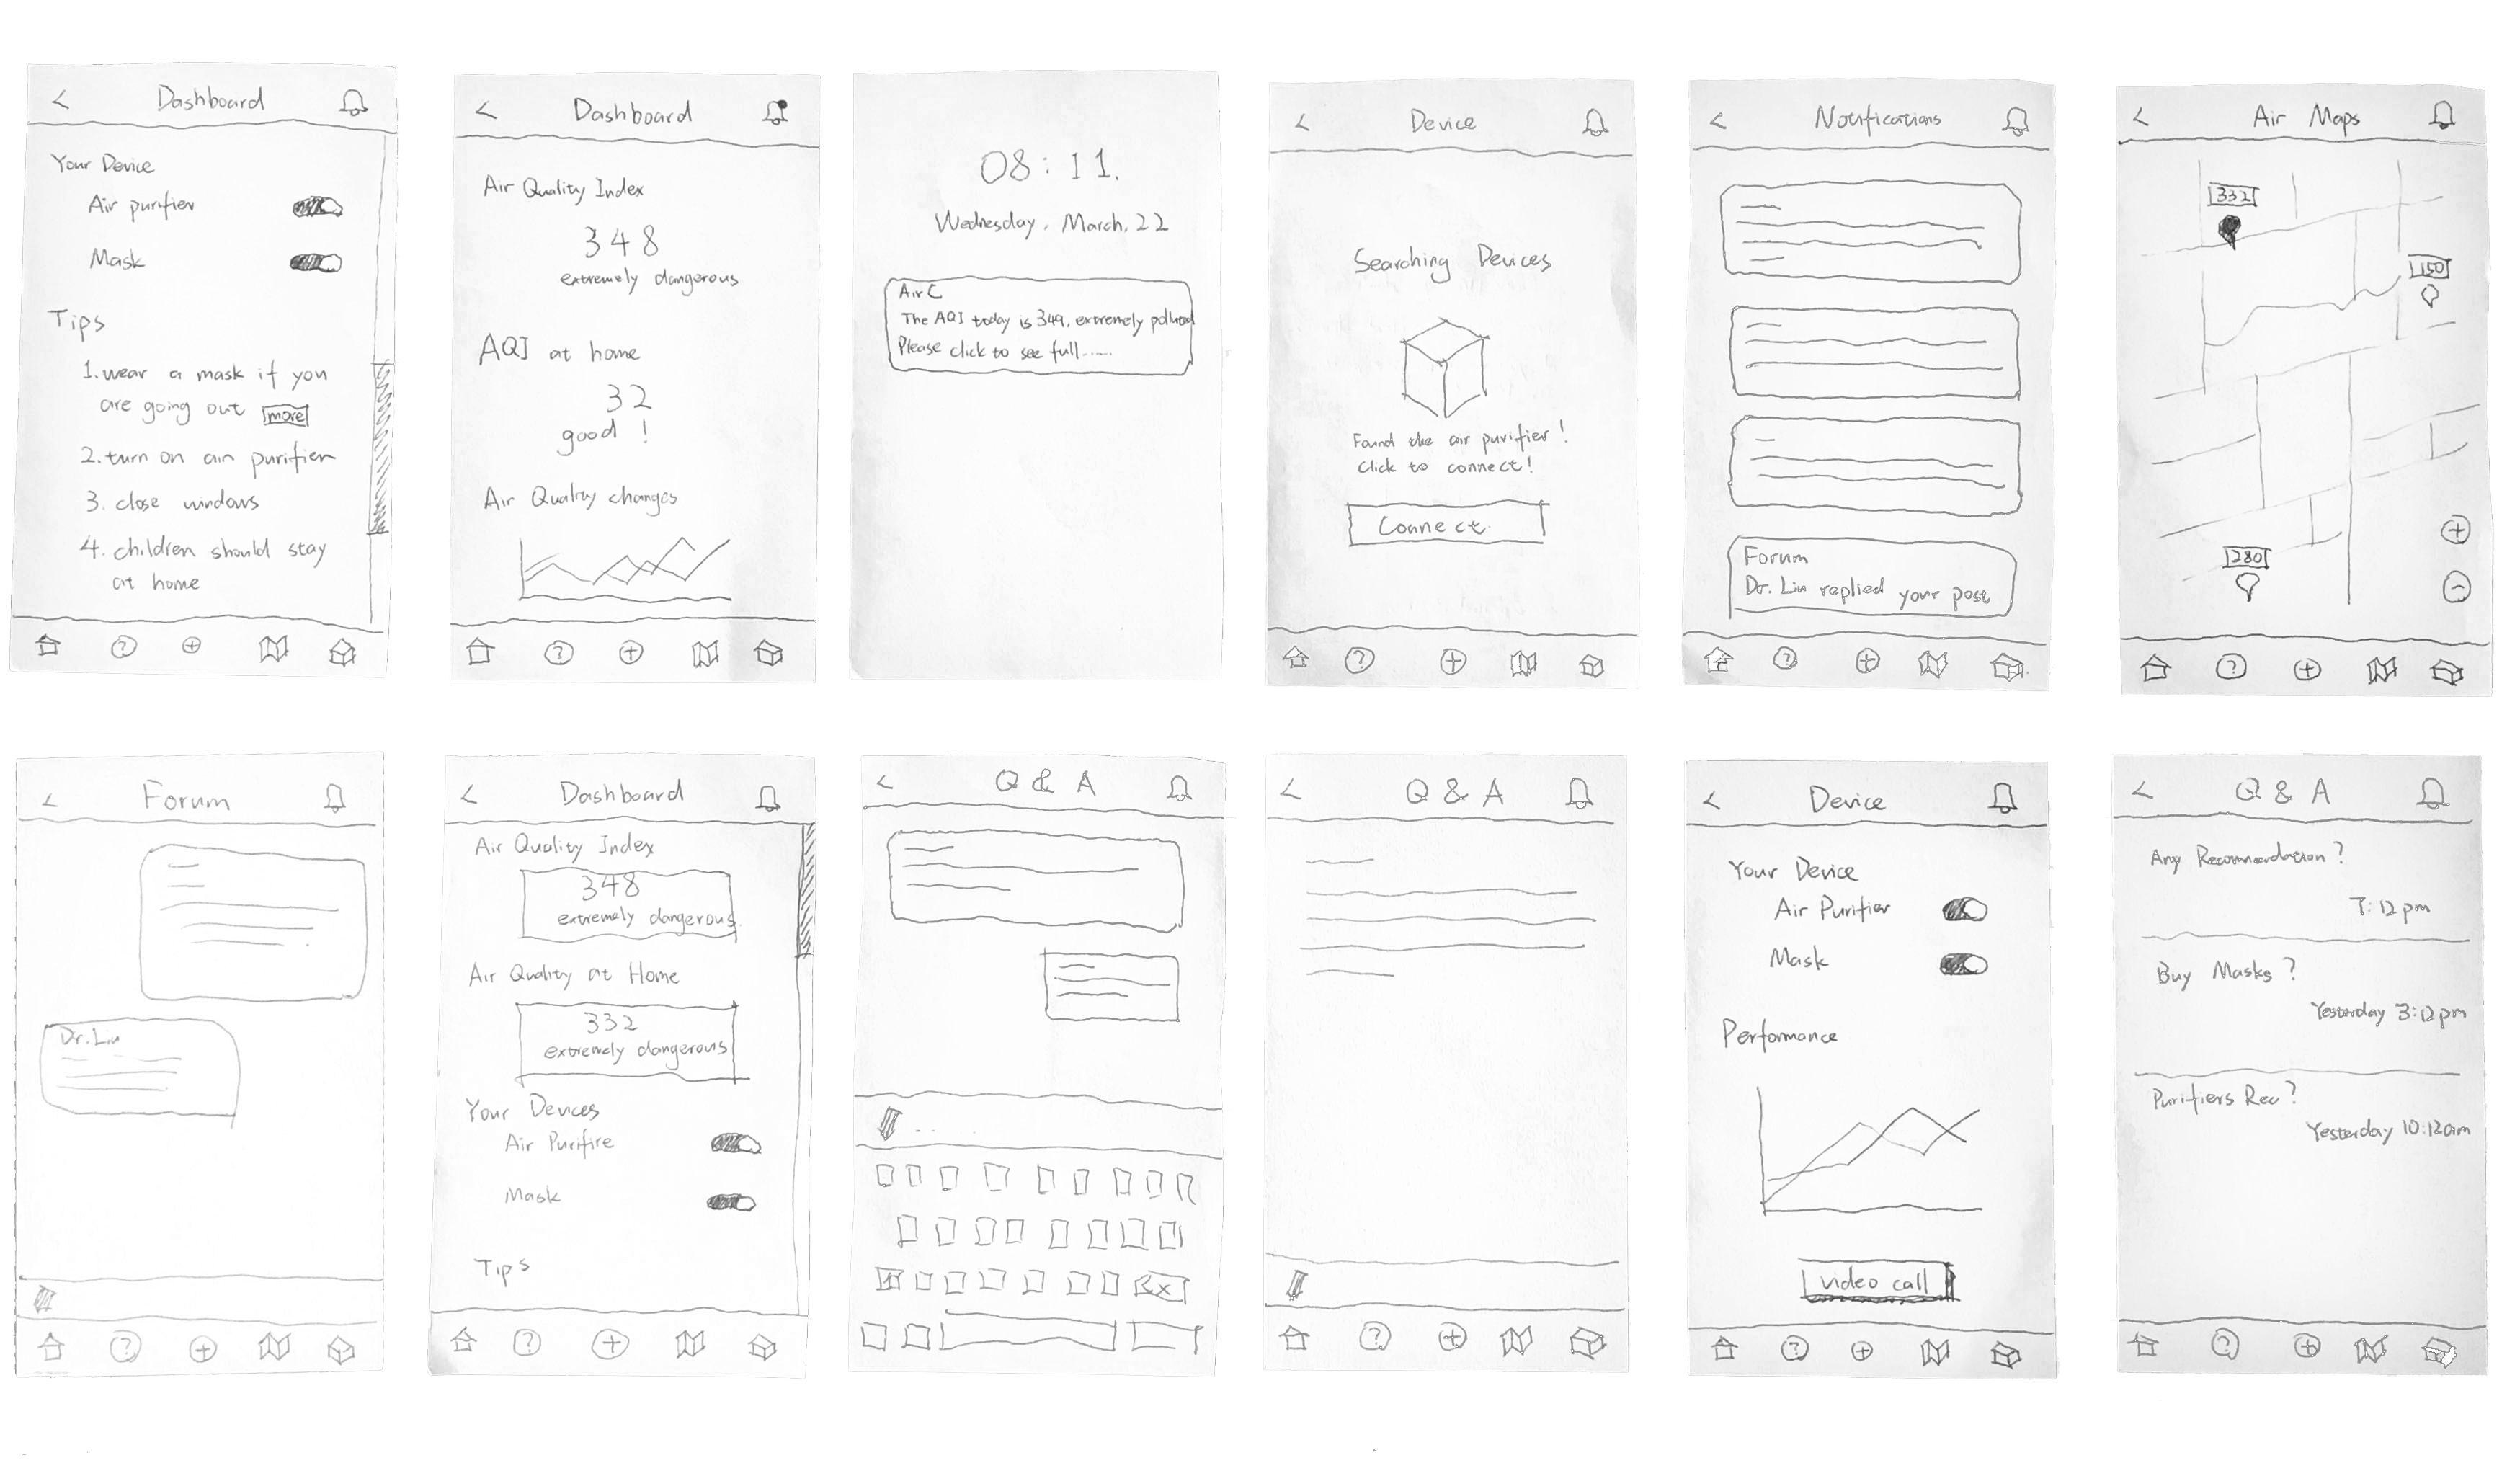 Dashboard
Your Device
Air purifier
Mask
Tips
1. wear a mask if you
are going out more
2. turn on air purifier
3. close windows
4. children should stay
at home
?
Dashboard
Air Quality Index
348
extremely dangerous
AQI at home
32
good !
Air Quality changes
?
08:11.
Wednesday, March, 22
Air C
The AQI today is 349, extremely polluted
Please click to see full......
Device
Searching Devices
Found the air purifier!
Click to connect!
Connect
?
Notifications
Forum
Dr. Liu replied your post
?
Air Maps
332
150
280
?
Forum
Dr. Liu
?
Dashboard
Air Quality Index
348
extremely dangerous
Air Quality at Home
332
extremely dangerous
Your Devices
Air Purifire
Mask
Tips
?
Q & A
Q & A
?
Device
Your Device
Air Purifier
Mask
Performance
video call
?
Q & A
Any Recommendation?
7:12 pm
Buy Masks?
Yesterday 3:12 pm
Purifiers Rec?
Yesterday 10:12am
?